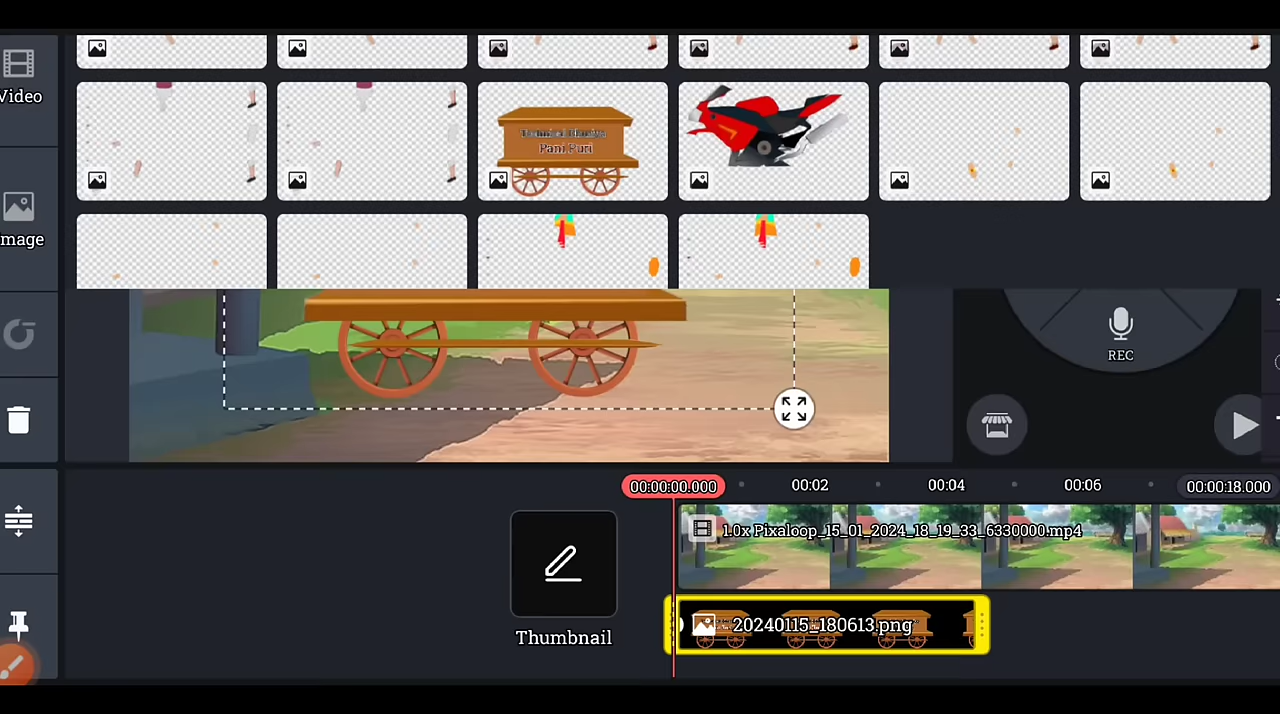 Video
Pani Puri
mage
REC
00:00:00.000
00:02
00:04
00:06
00:00:18.000
1.0x Pixaloop_15_01_2024_18_19_33_6330000.mp4
20240115_180613.png
Thumbnail